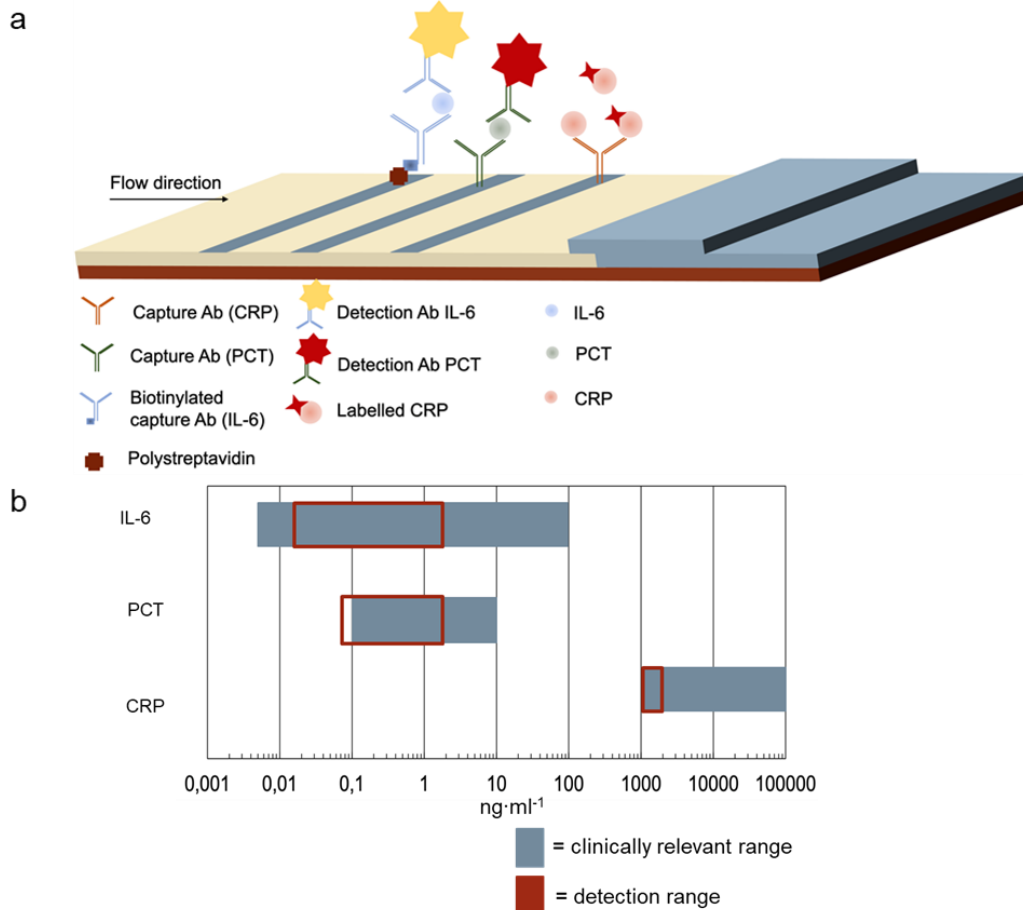 a
Flow direction
Capture Ab (CRP)
Detection Ab IL-6
IL-6
Capture Ab (PCT)
Detection Ab PCT
PCT
Biotinylated
capture Ab (IL-6)
Labelled CRP
CRP
Polystreptavidin
b
IL-6
PCT
CRP
0,001 0,01 0,1 1 10 100 1000 10000 100000
ng·ml⁻¹
= clinically relevant range
= detection range